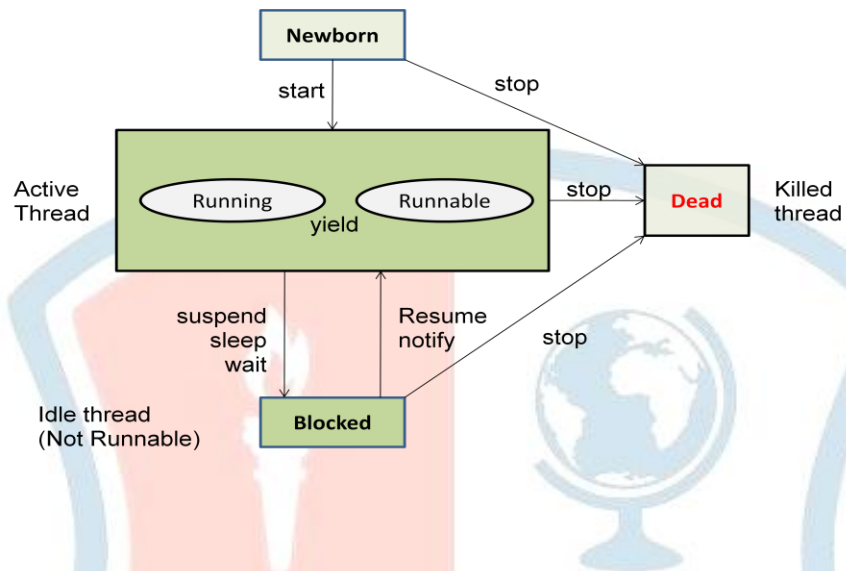 Newborn
start
stop
Active
Thread
Running
Runnable
yield
stop
Dead
Killed
thread
suspend
sleep
wait
Resume
notify
stop
Idle thread
(Not Runnable)
Blocked